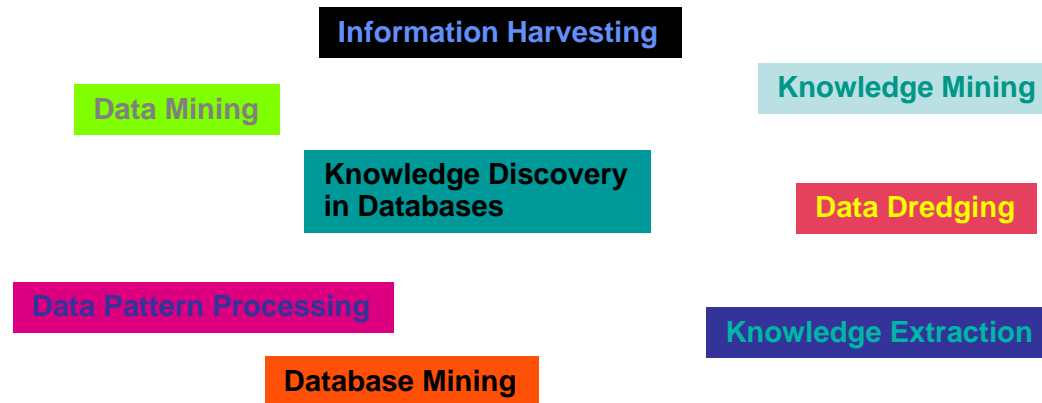 Information Harvesting
Knowledge Mining
Data Mining
Knowledge Discovery
in Databases
Data Dredging
Data Pattern Processing
Knowledge Extraction
Database Mining